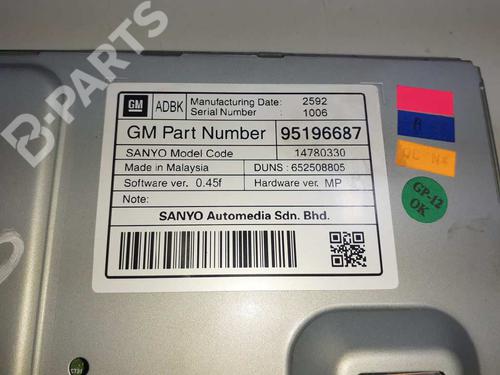 B-PARTS
GM ADBK Manufacturing Date: 2592
Serial Number : 1006
GM Part Number 95196687
SANYO Model Code 14780330
Made in Malaysia DUNS : 652508805
Software ver. 0.45f Hardware ver. MP
Note:
SANYO Automedia Sdn. Bhd.
GP-12
OK